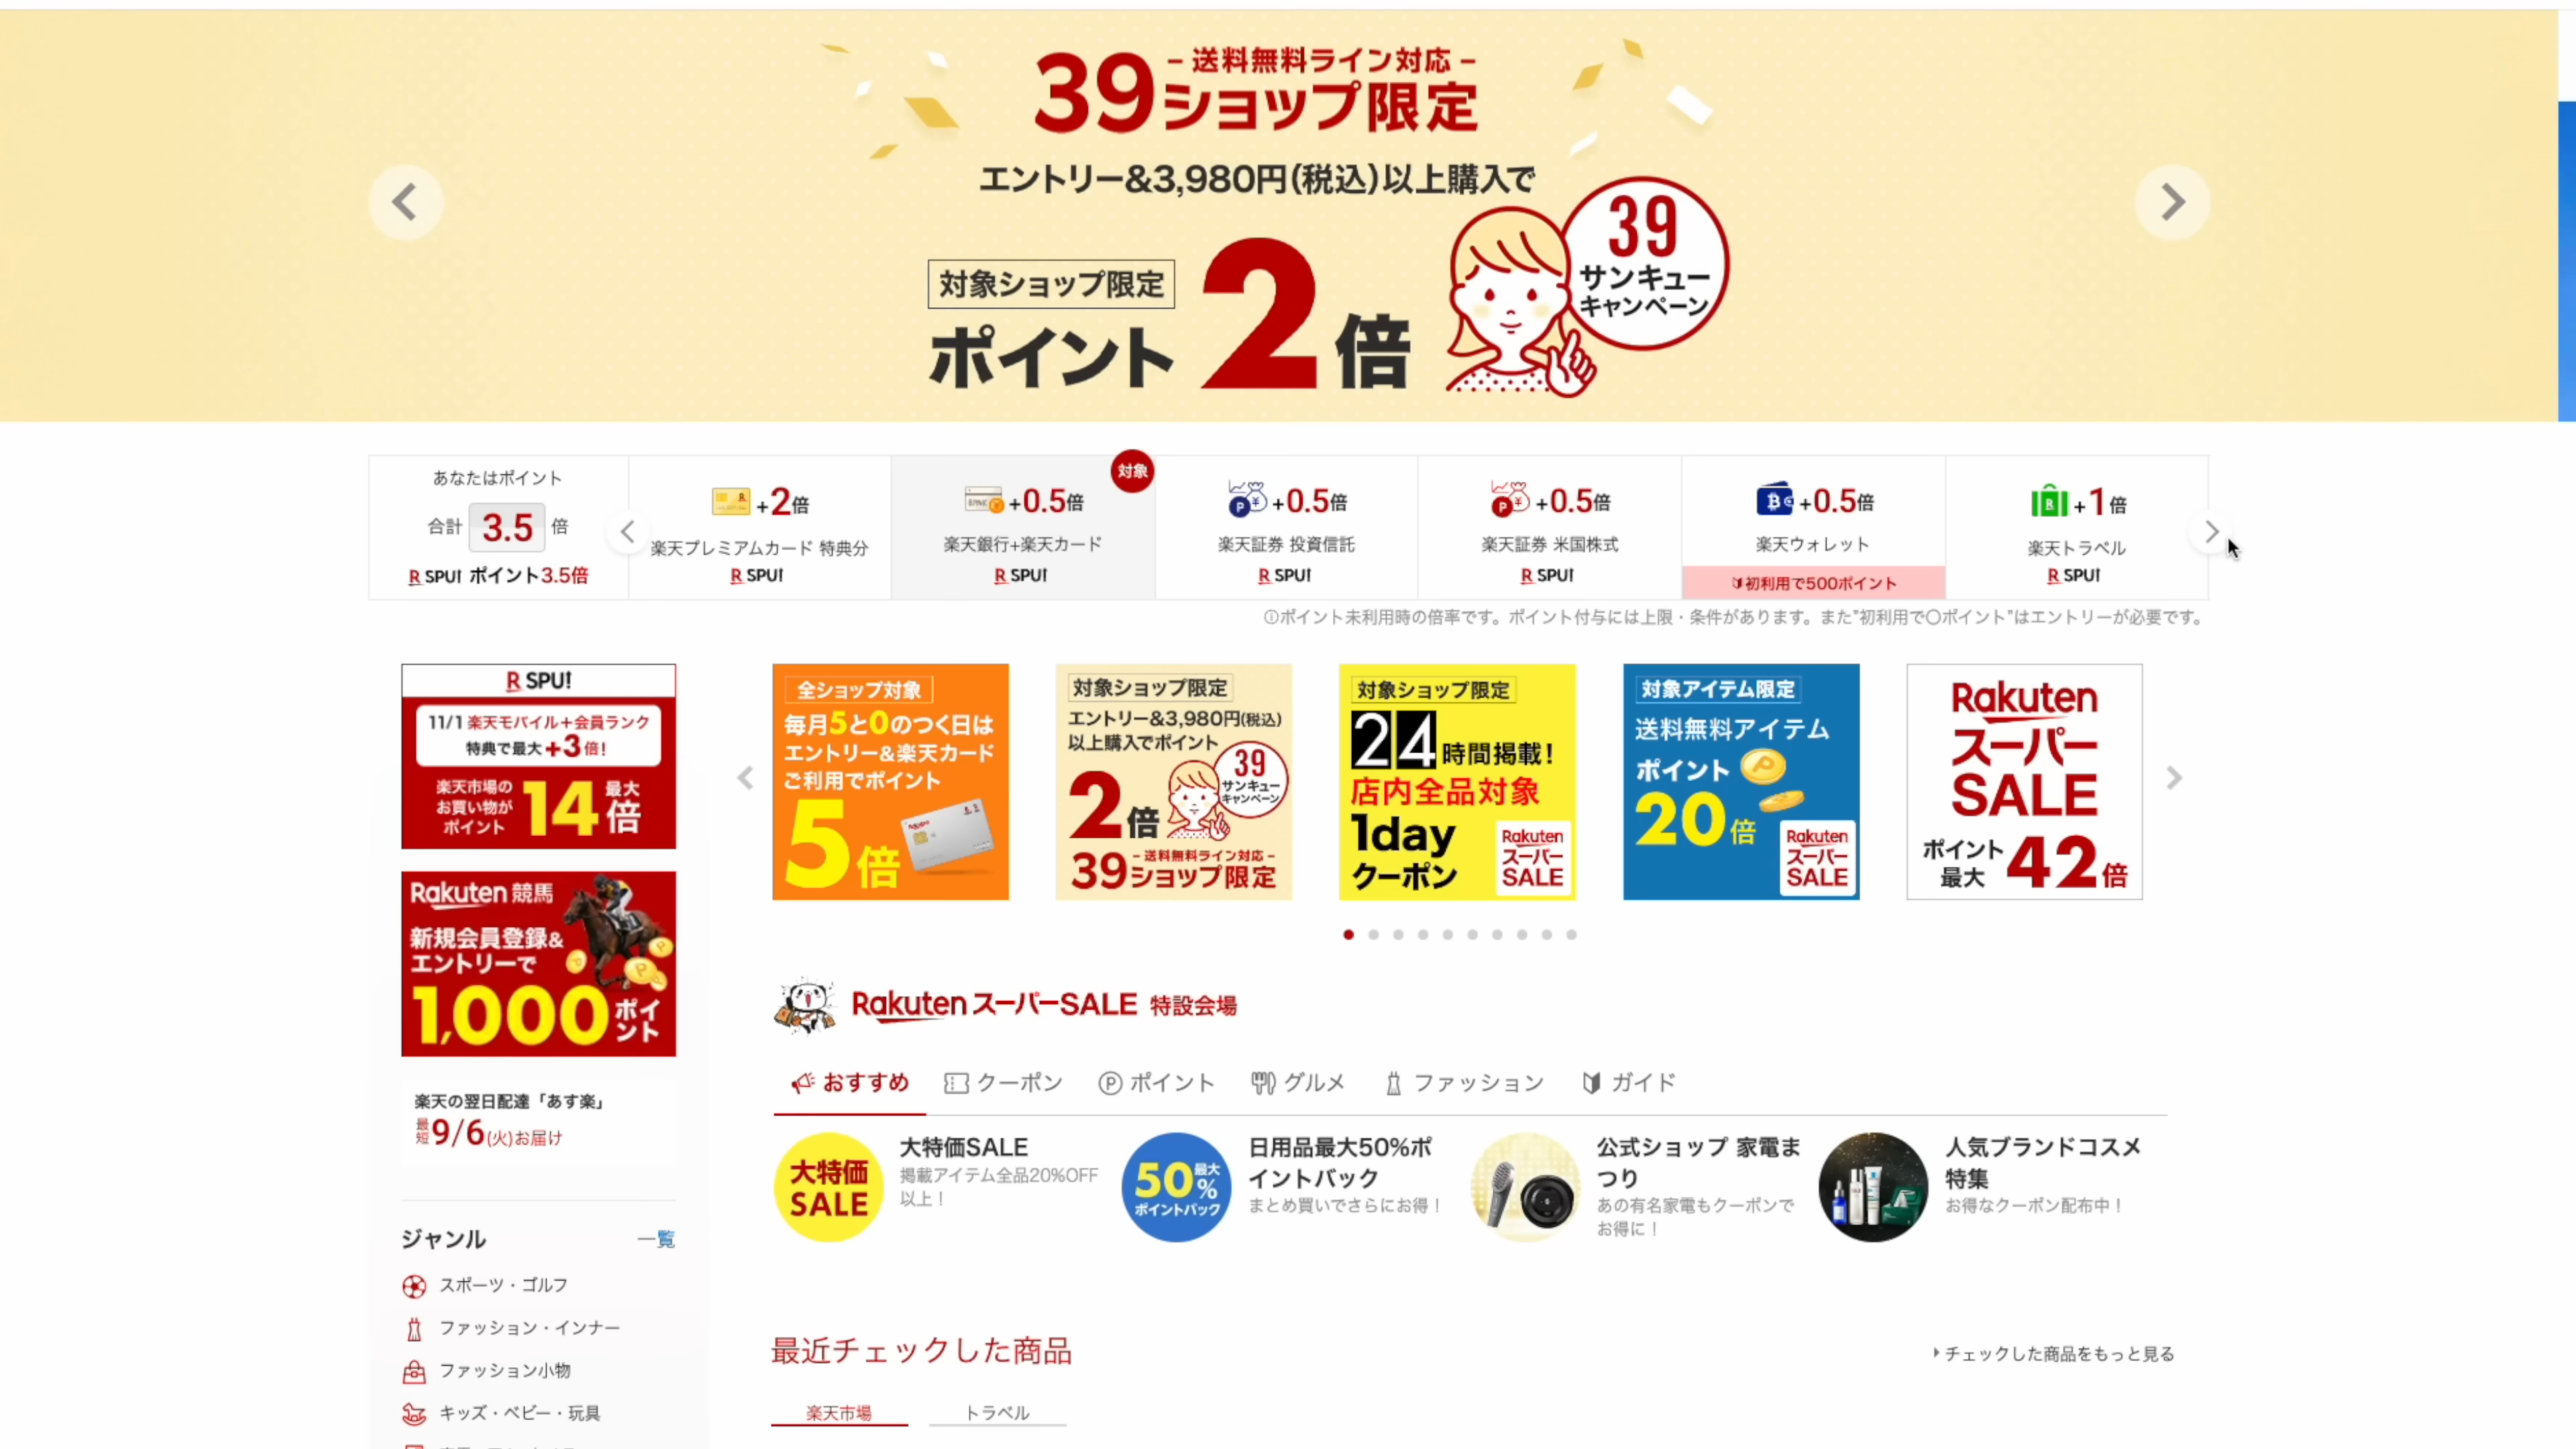 - 送料無料ライン対応 -
39ショップ限定
エントリー&3,980円(税込)以上購入で
対象ショップ限定
ポイント2倍
39
サンキュー
キャンペーン
あなたはポイント
合計 3.5 倍
R SPU! ポイント3.5倍
+2倍
楽天プレミアムカード 特典分
R SPU!
対象
+0.5倍
楽天銀行+楽天カード
R SPU!
+0.5倍
楽天証券 投資信託
R SPU!
+0.5倍
楽天証券 米国株式
R SPU!
+0.5倍
楽天ウォレット
初利用で500ポイント
+1倍
楽天トラベル
R SPU!
ⓘポイント未利用時の倍率です。ポイント付与には上限・条件があります。また"初利用で〇ポイント"はエントリーが必要です。
R SPU!
11/1 楽天モバイル+会員ランク
特典で最大+3倍!
楽天市場の
お買い物が
ポイント
最大
14倍
Rakuten 競馬
新規会員登録&
エントリーで
1,000ポイント
楽天の翌日配達「あす楽」
最短9/6(火)お届け
ジャンル 一覧
スポーツ・ゴルフ
ファッション・インナー
ファッション小物
キッズ・ベビー・玩具
全ショップ対象
毎月5と0のつく日は
エントリー&楽天カード
ご利用でポイント
5倍
対象ショップ限定
エントリー&3,980円(税込)
以上購入でポイント
2倍
39
サンキュー
キャンペーン
- 送料無料ライン対応 -
39ショップ限定
対象ショップ限定
24時間掲載!
店内全品対象
1day
クーポン
Rakuten
スーパー
SALE
対象アイテム限定
送料無料アイテム
ポイント
20倍
Rakuten
スーパー
SALE
Rakuten
スーパー
SALE
ポイント
最大
42倍
Rakuten スーパーSALE 特設会場
おすすめ クーポン ポイント グルメ ファッション ガイド
大特価
SALE
大特価SALE
掲載アイテム全品20%OFF
以上!
50%
最大
ポイントバック
日用品最大50%ポ
イントバック
まとめ買いでさらにお得!
公式ショップ 家電ま
つり
あの有名家電もクーポンで
お得に!
人気ブランドコスメ
特集
お得なクーポン配布中!
最近チェックした商品
チェックした商品をもっと見る
楽天市場 トラベル